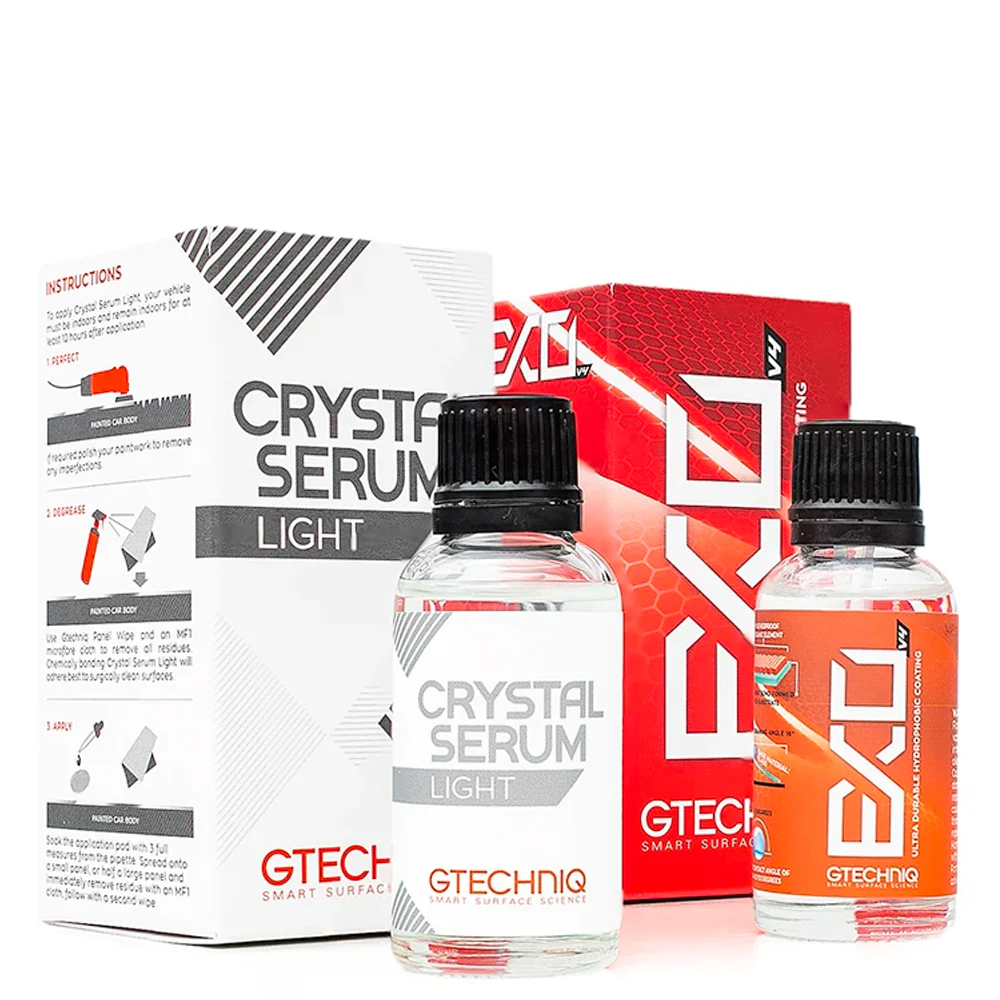 INSTRUCTIONS
To apply Crystal Serum Light, your vehicle
must be indoors and remain indoors for at
least 12 hours after application
1. PERFECT
PAINTED CAR BODY
If required polish your paintwork to remove
any imperfections
2. DEGREASE
PAINTED CAR BODY
Use Gtechniq Panel Wipe and an MF1
microfibre cloth to remove all residues.
Chemically bonding Crystal Serum Light will
adhere best to surgically clean surfaces.
3. APPLY
PAINTED CAR BODY
Soak the application pad with 3 full
measures from the pipette. Spread onto
a small panel, or half a large panel and
immediately remove residue with an MF1
cloth, follow with a second wipe.
CRYSTA
SERUM
LIGHT
GTECHN
SMART SURFAC
CRYSTAL
SERUM
LIGHT
GTECHNIQ
SMART SURFACE SCIENCE
EXO V4
EXO V4
TING
GTECH
SMART SURFAC
EXO V4
ULTRA DURABLE HYDROPHOBIC COATING
GTECHNIQ
SMART SURFACE SCIENCE